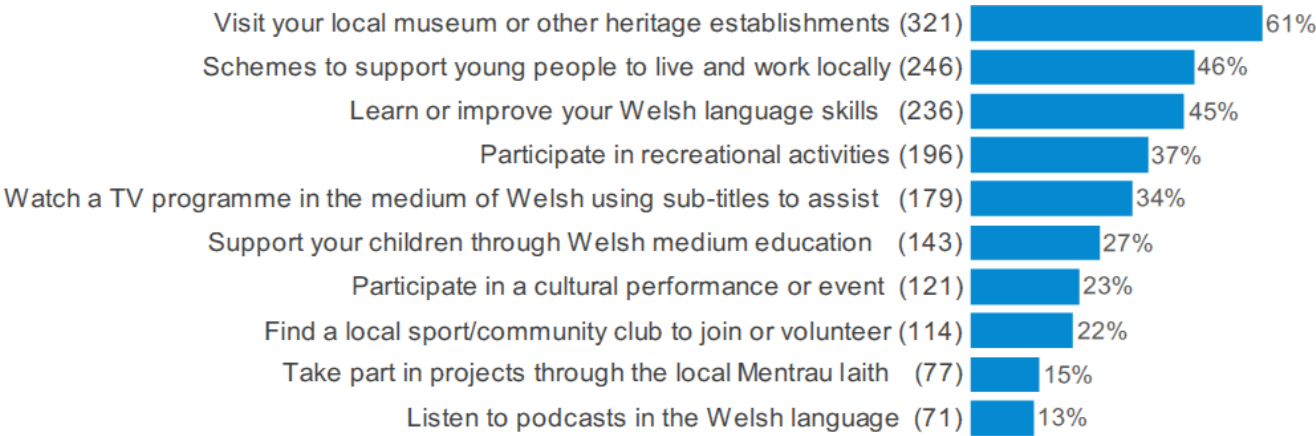 Visit your local museum or other heritage establishments (321) 61%
Schemes to support young people to live and work locally (246) 46%
Learn or improve your Welsh language skills (236) 45%
Participate in recreational activities (196) 37%
Watch a TV programme in the medium of Welsh using sub-titles to assist (179) 34%
Support your children through Welsh medium education (143) 27%
Participate in a cultural performance or event (121) 23%
Find a local sport/community club to join or volunteer (114) 22%
Take part in projects through the local Mentrau Iaith (77) 15%
Listen to podcasts in the Welsh language (71) 13%